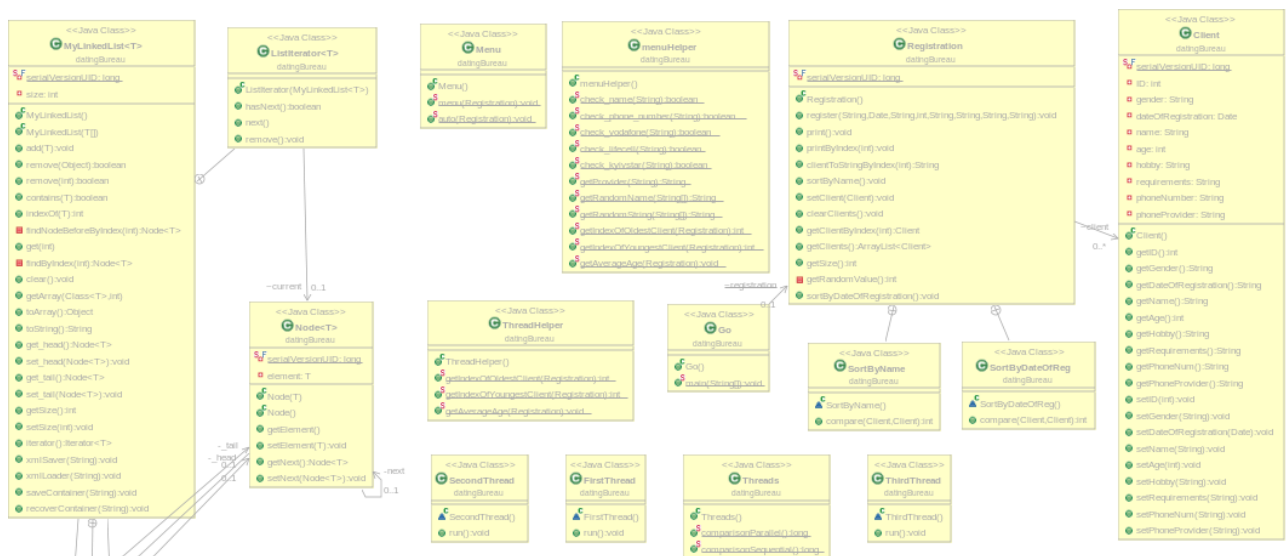 <<Java Class>>
MyLinkedList<T>
datingBureau
serialVersionUID: long
size: int
MyLinkedList()
MyLinkedList(T[])
add(T):void
remove(Object):boolean
remove(int):boolean
contains(T):boolean
indexOf(T):int
findNodeBeforeByIndex(int):Node<T>
get(int)
findByIndex(int):Node<T>
clear():void
getArray(Class<T>,int)
toArray():Object
toString():String
get_head():Node<T>
set_head(Node<T>):void
get_tail():Node<T>
set_tail(Node<T>):void
getSize():int
setSize(int):void
iterator():Iterator<T>
xmlSaver(String):void
xmlLoader(String):void
saveContainer(String):void
recoverContainer(String):void
<<Java Class>>
ListIterator<T>
datingBureau
ListIterator(MyLinkedList<T>)
hasNext():boolean
next()
remove():void
~current
0..1
<<Java Class>>
Node<T>
datingBureau
serialVersionUID: long
element: T
Node(T)
Node()
getElement()
setElement(T):void
getNext():Node<T>
setNext(Node<T>):void
-_tail
0..1
-_head
0..1
~next
0..1
<<Java Class>>
Menu
datingBureau
Menu()
menu(Registration):void
auto(Registration):void
<<Java Class>>
menuHelper
datingBureau
menuHelper()
check_name(String):boolean
check_phone_number(String):boolean
check_vodafone(String):boolean
check_lifecell(String):boolean
check_kyivstar(String):boolean
getProvider(String):String
getRandomName(String[]):String
getRandomString(String[]):String
getIndexOfOldestClient(Registration):int
getIndexOfYoungestClient(Registration):int
getAverageAge(Registration):void
<<Java Class>>
Registration
datingBureau
serialVersionUID: long
Registration()
register(String,Date,String,int,String,String,String,String):void
print():void
printByIndex(int):void
clientToStringByIndex(int):String
sortByName():void
setClient(Client):void
clearClients():void
getClientByIndex(int):Client
getClients():ArrayList<Client>
getSize():int
getRandomValue():int
sortByDateOfRegistration():void
~client
0..*
<<Java Class>>
Client
datingBureau
serialVersionUID: long
ID: int
gender: String
dateOfRegistration: Date
name: String
age: int
hobby: String
requirements: String
phoneNumber: String
phoneProvider: String
Client()
getID():int
getGender():String
getDateOfRegistration():String
getName():String
getAge():int
getHobby():String
getRequirements():String
getPhoneNum():String
getPhoneProvider():String
setID(int):void
setGender(String):void
setDateOfRegistration(Date):void
setName(String):void
setAge(int):void
setHobby(String):void
setRequirements(String):void
setPhoneNum(String):void
setPhoneProvider(String):void
<<Java Class>>
ThreadHelper
datingBureau
ThreadHelper()
getIndexOfOldestClient(Registration):int
getIndexOfYoungestClient(Registration):int
getAverageAge(Registration):void
~registration
0..1
<<Java Class>>
Go
datingBureau
Go()
main(String[]):void
<<Java Class>>
SortByName
datingBureau
SortByName()
compare(Client,Client):int
<<Java Class>>
SortByDateOfReg
datingBureau
SortByDateOfReg()
compare(Client,Client):int
<<Java Class>>
SecondThread
datingBureau
SecondThread()
run():void
<<Java Class>>
FirstThread
datingBureau
FirstThread()
run():void
<<Java Class>>
Threads
datingBureau
Threads()
comparisonParallel():long
comparisonSequential():long
<<Java Class>>
ThirdThread
datingBureau
ThirdThread()
run():void